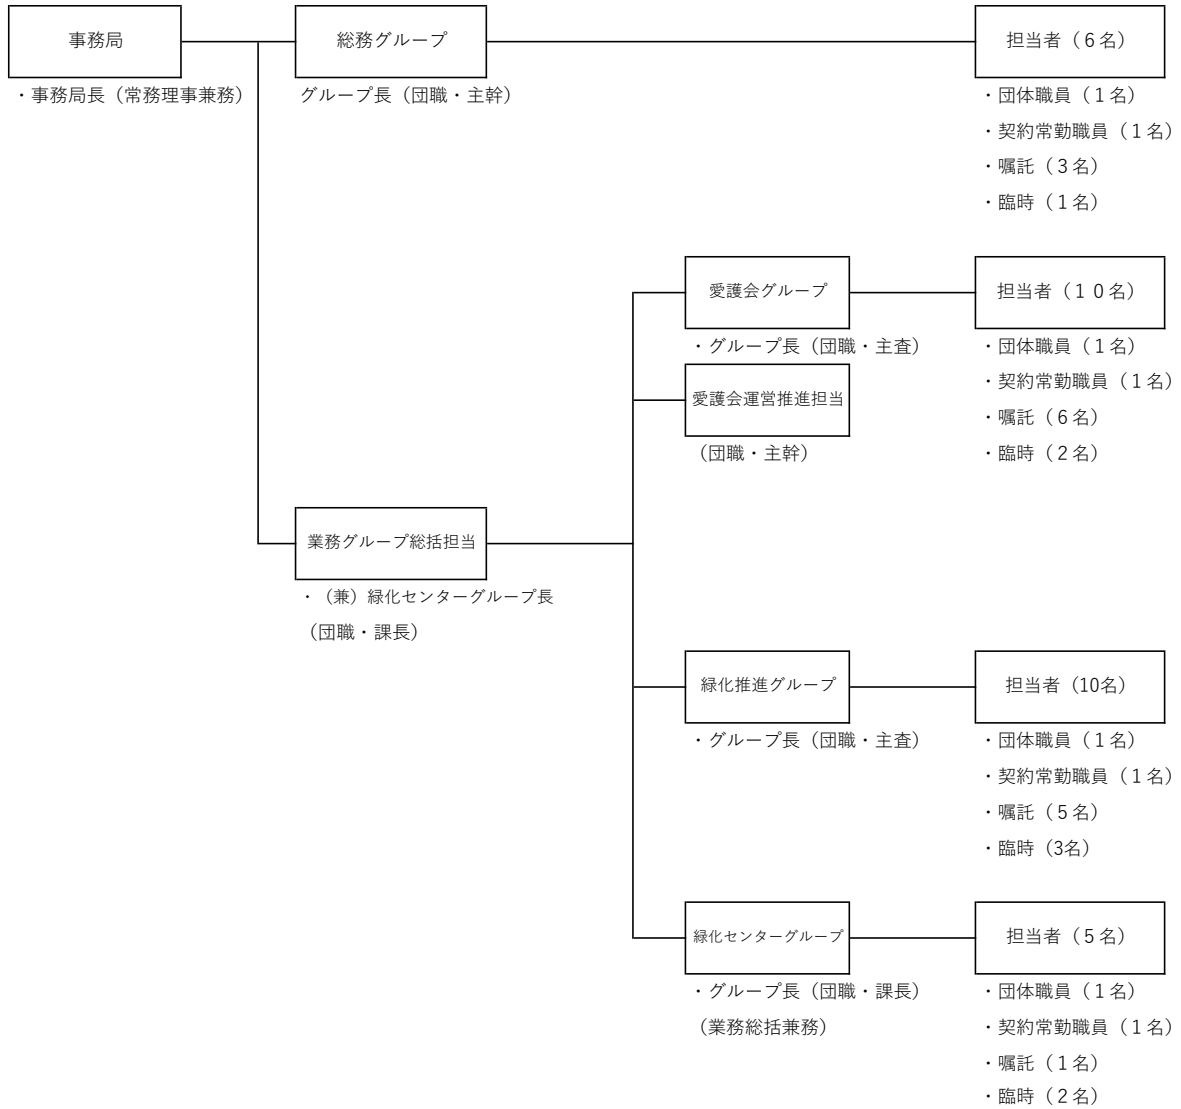 事務局
・事務局長（常務理事兼務）
総務グループ
グループ長（団職・主幹）
担当者（６名）
・団体職員（１名）
・契約常勤職員（１名）
・嘱託（３名）
・臨時（１名）
愛護会グループ
・グループ長（団職・主査）
担当者（１０名）
・団体職員（１名）
・契約常勤職員（１名）
・嘱託（６名）
・臨時（２名）
愛護会運営推進担当
（団職・主幹）
業務グループ総括担当
・（兼）緑化センターグループ長
（団職・課長）
緑化推進グループ
・グループ長（団職・主査）
担当者（10名）
・団体職員（１名）
・契約常勤職員（１名）
・嘱託（５名）
・臨時（3名）
緑化センターグループ
・グループ長（団職・課長）
（業務総括兼務）
担当者（５名）
・団体職員（１名）
・契約常勤職員（１名）
・嘱託（１名）
・臨時（２名）